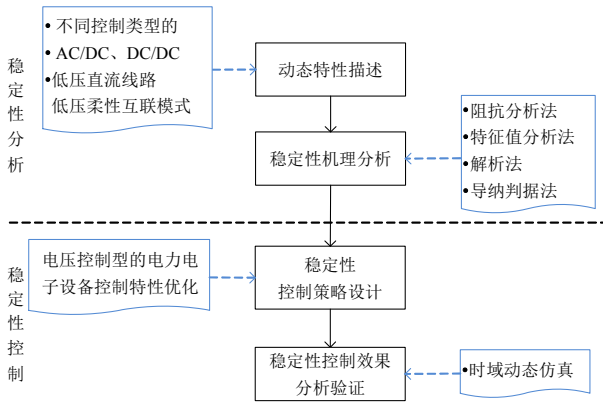 稳定性分析
• 不同控制类型的
• AC/DC、DC/DC
•低压直流线路
低压柔性互联模式
动态特性描述
稳定性机理分析
•阻抗分析法
•特征值分析法
•解析法
•导纳判据法
稳定性控制
电压控制型的电力电
子设备控制特性优化
稳定性
控制策略设计
稳定性控制效果
分析验证
•时域动态仿真